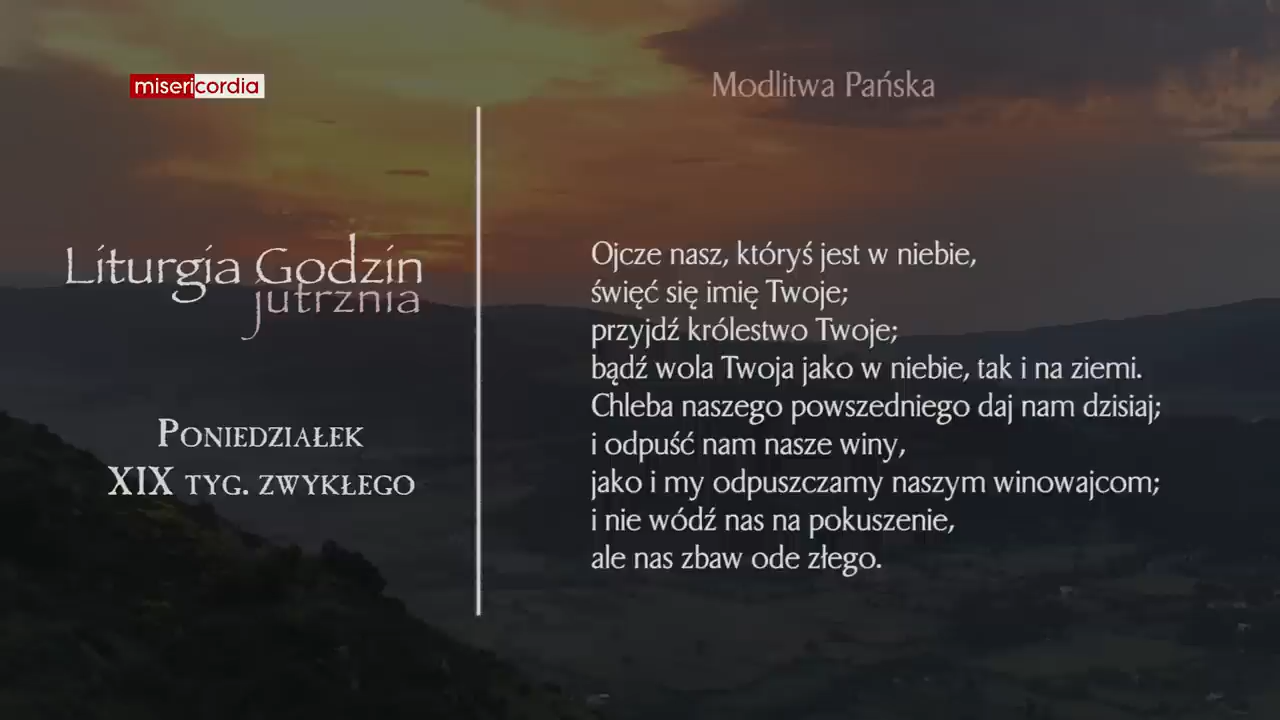 misericordia
Modlitwa Pańska
Liturgia Godzin
jutrznia
Poniedziałek
XIX tyg. zwykłego
Ojcze nasz, któryś jest w niebie,
święć się imię Twoje;
przyjdź królestwo Twoje;
bądź wola Twoja jako w niebie, tak i na ziemi.
Chleba naszego powszedniego daj nam dzisiaj;
i odpuść nam nasze winy,
jako i my odpuszczamy naszym winowajcom;
i nie wódź nas na pokuszenie,
ale nas zbaw ode złego.